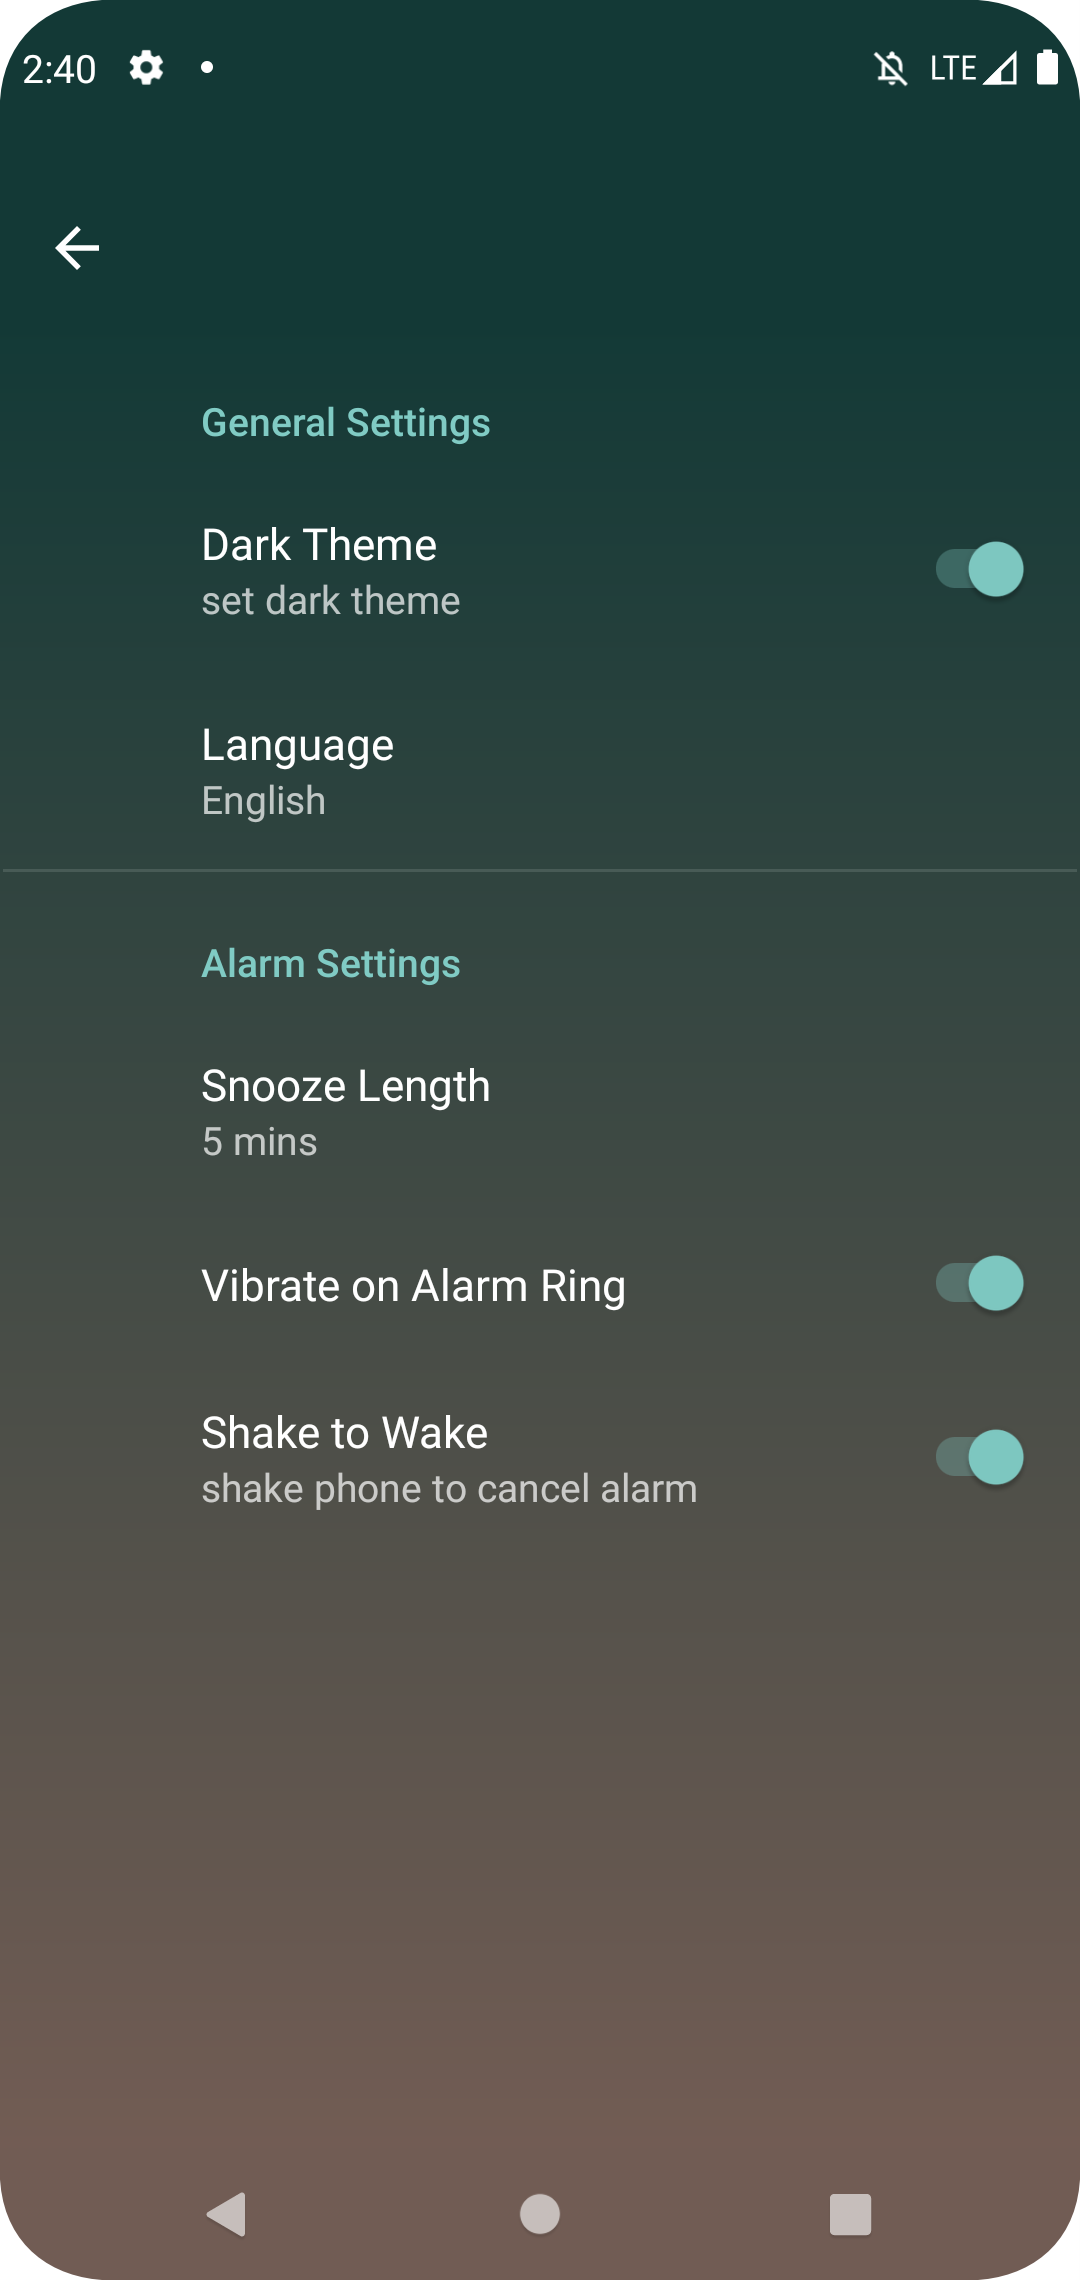 2:40
LTE
General Settings
Dark Theme
set dark theme
Language
English
Alarm Settings
Snooze Length
5 mins
Vibrate on Alarm Ring
Shake to Wake
shake phone to cancel alarm